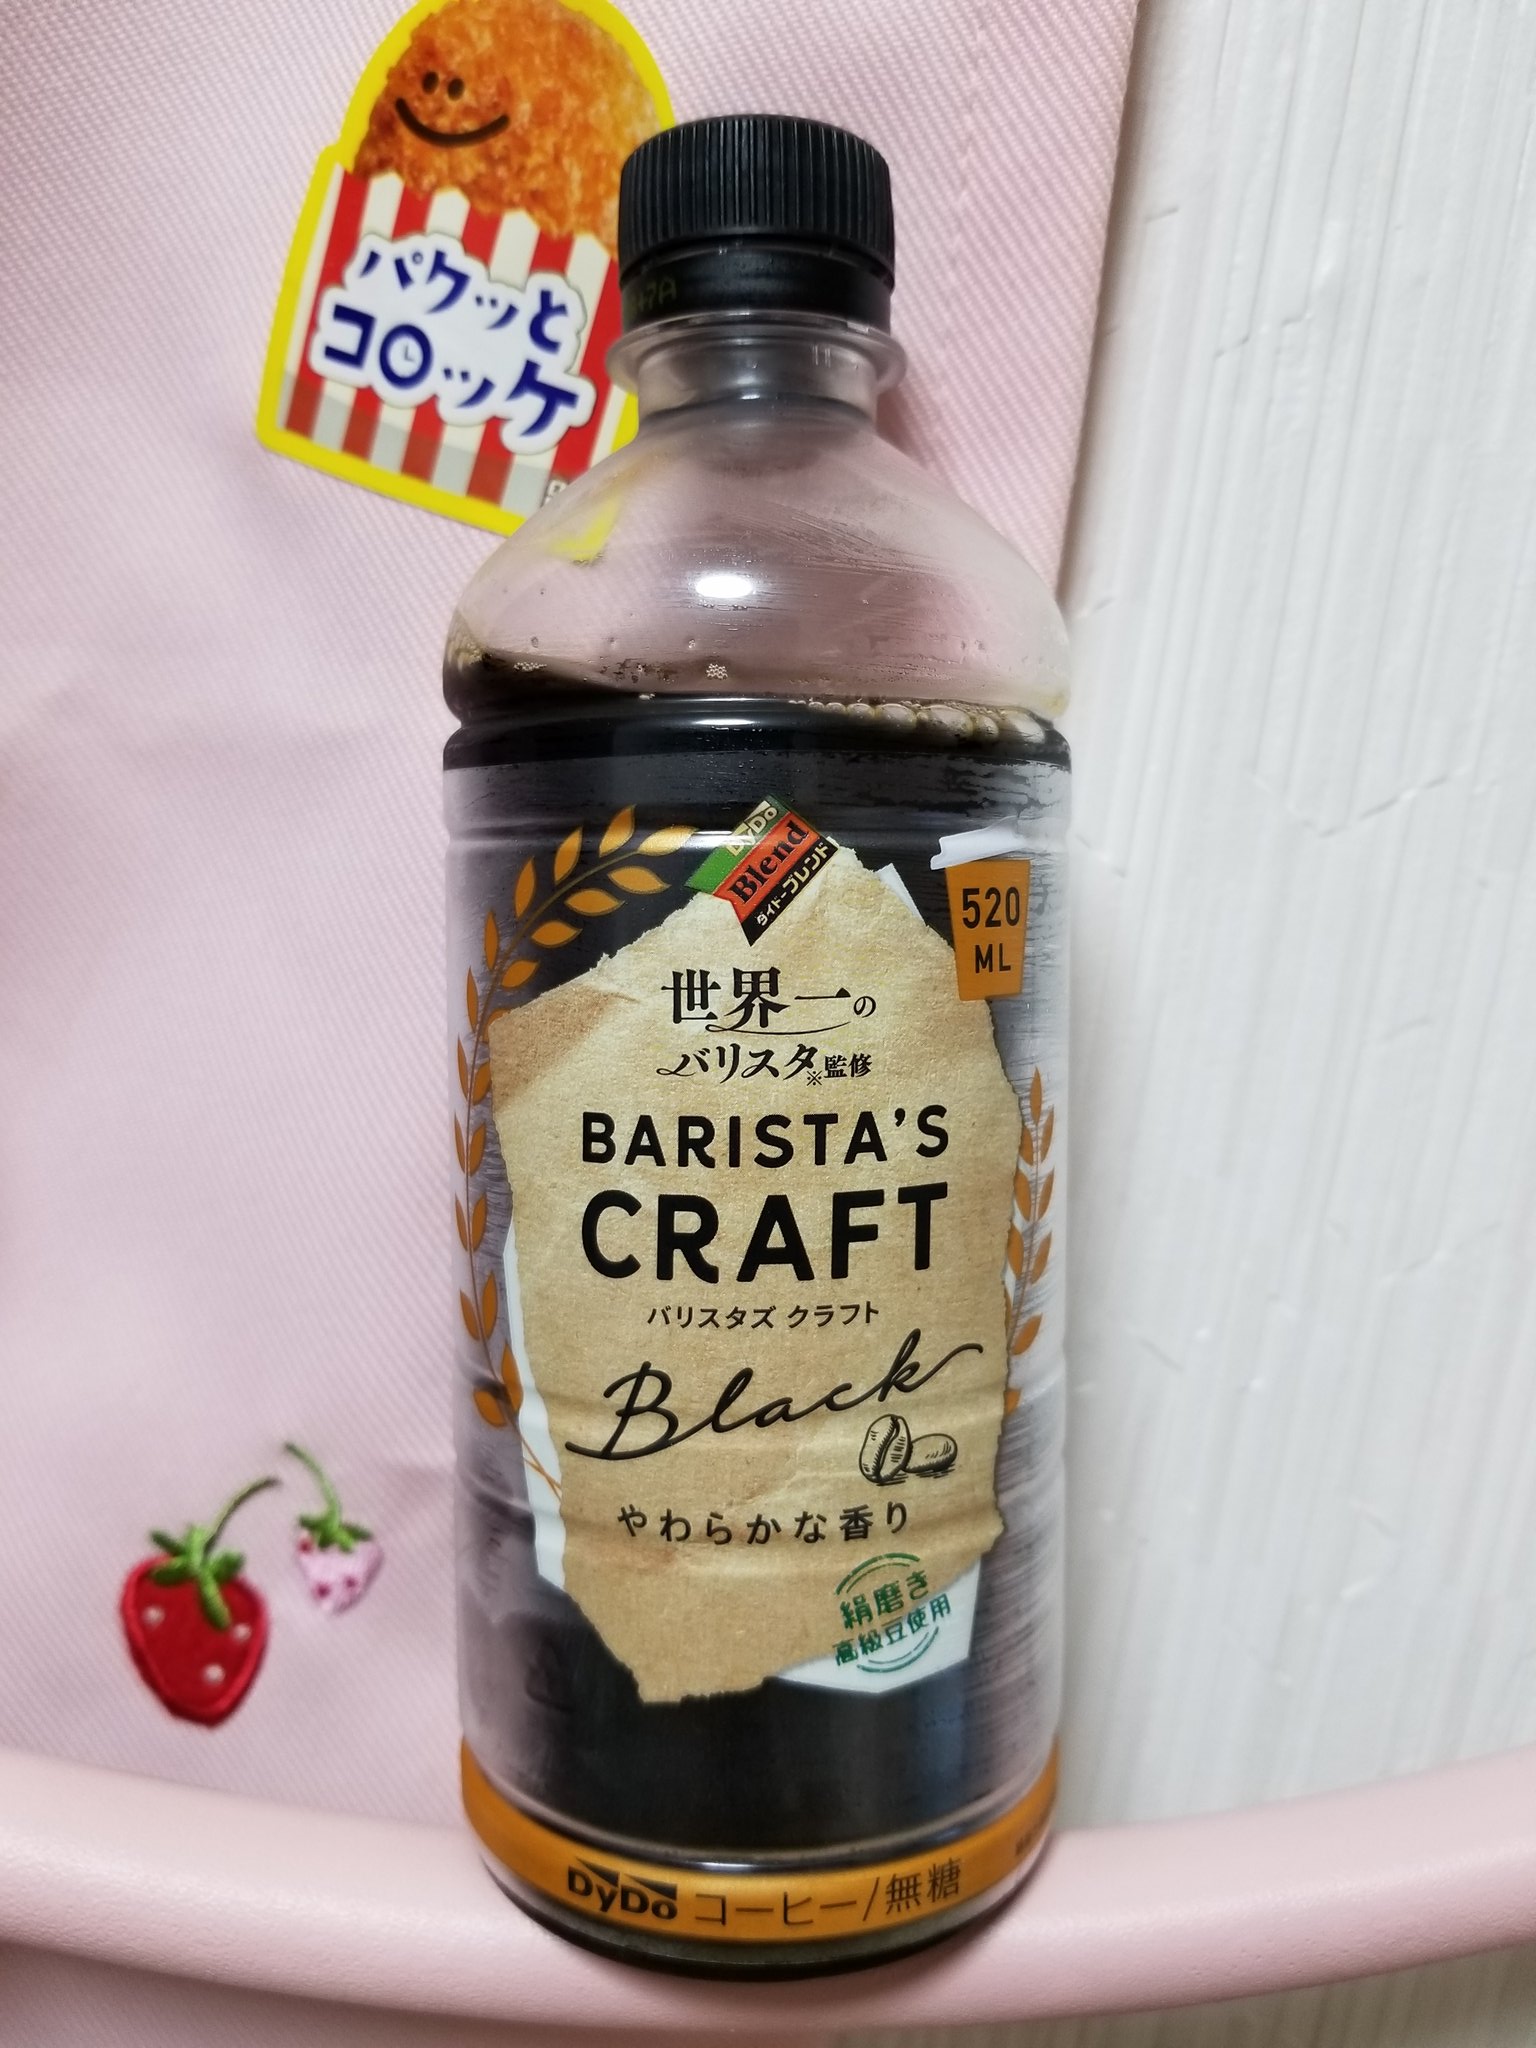 パクッと
コロッケ
DyDo
Blend
ダイドーブレンド
520
ML
世界一の
バリスタ※監修
BARISTA'S
CRAFT
バリスタズ クラフト
Black
やわらかな香り
絹磨き
高級豆使用
DyDo コーヒー/無糖